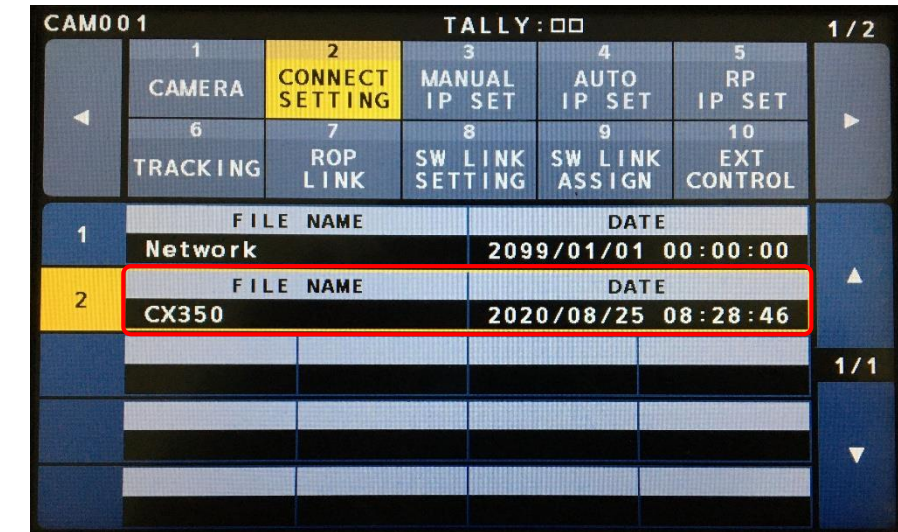 CAM001 TALLY:□□ 1/2
1 2 3 4 5
CAMERA CONNECT SETTING MANUAL IP SET AUTO IP SET RP IP SET
6 7 8 9 10
TRACKING ROP LINK SW LINK SETTING SW LINK ASSIGN EXT CONTROL
FILE NAME DATE
1 Network 2099/01/01 00:00:00
FILE NAME DATE
2 CX350 2020/08/25 08:28:46
1/1